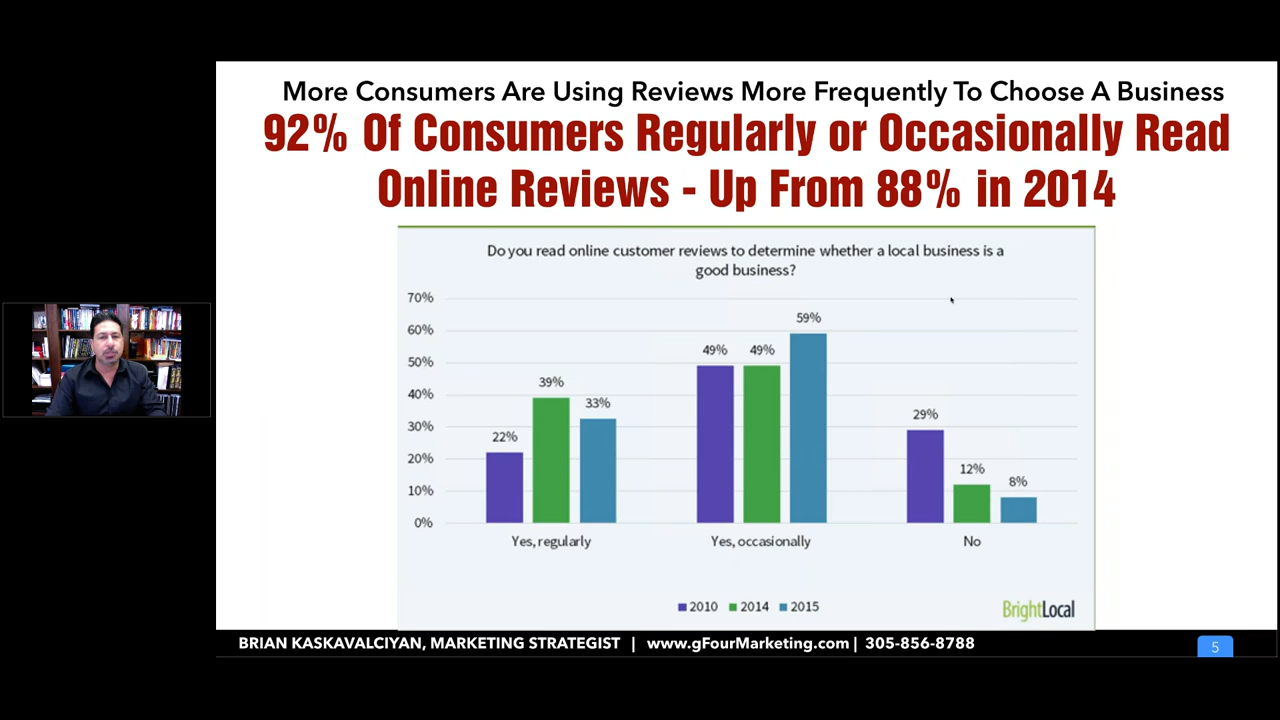 More Consumers Are Using Reviews More Frequently To Choose A Business
92% Of Consumers Regularly or Occasionally Read
Online Reviews - Up From 88% in 2014
Do you read online customer reviews to determine whether a local business is a
good business?
70%
60%
50%
40%
30%
20%
10%
0%
22%
39%
33%
49%
49%
59%
29%
12%
8%
Yes, regularly
Yes, occasionally
No
2010 2014 2015
BrightLocal
BRIAN KASKAVALCIYAN, MARKETING STRATEGIST | www.gFourMarketing.com | 305-856-8788
5